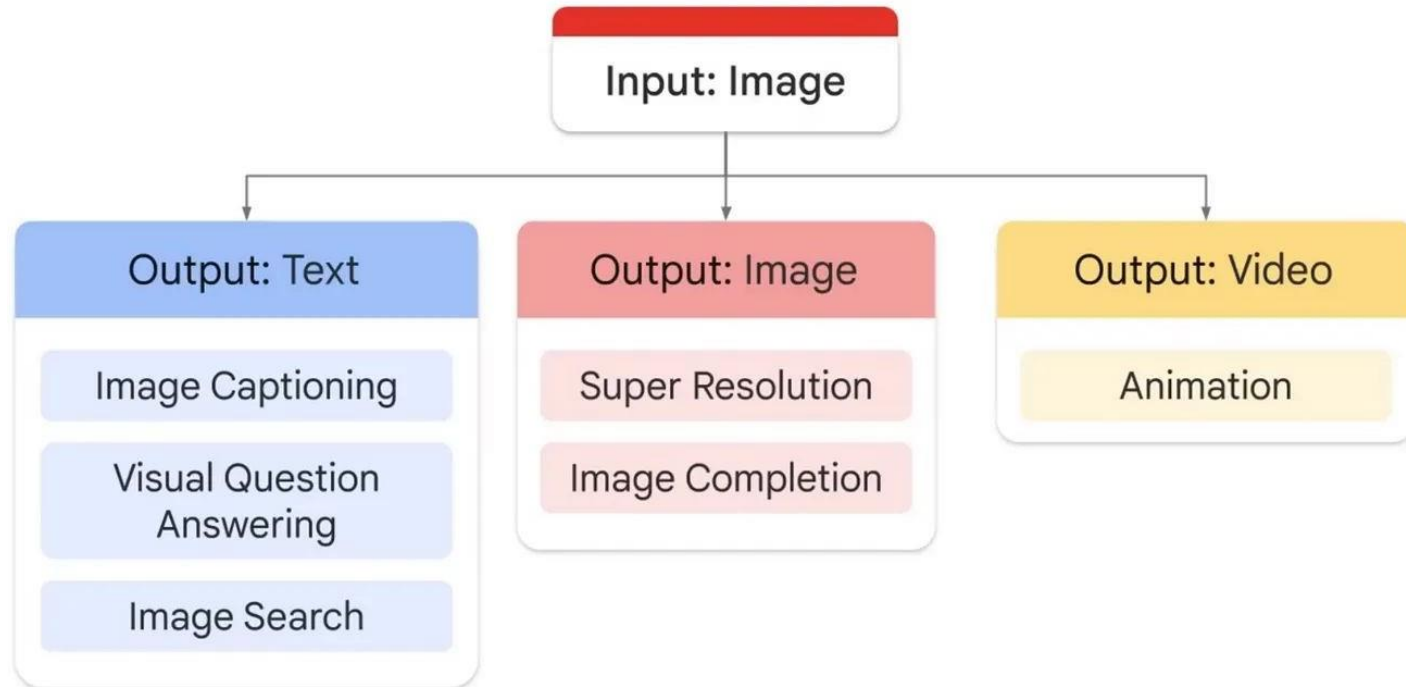 Input: Image
Output: Text
Image Captioning
Visual Question
Answering
Image Search
Output: Image
Super Resolution
Image Completion
Output: Video
Animation